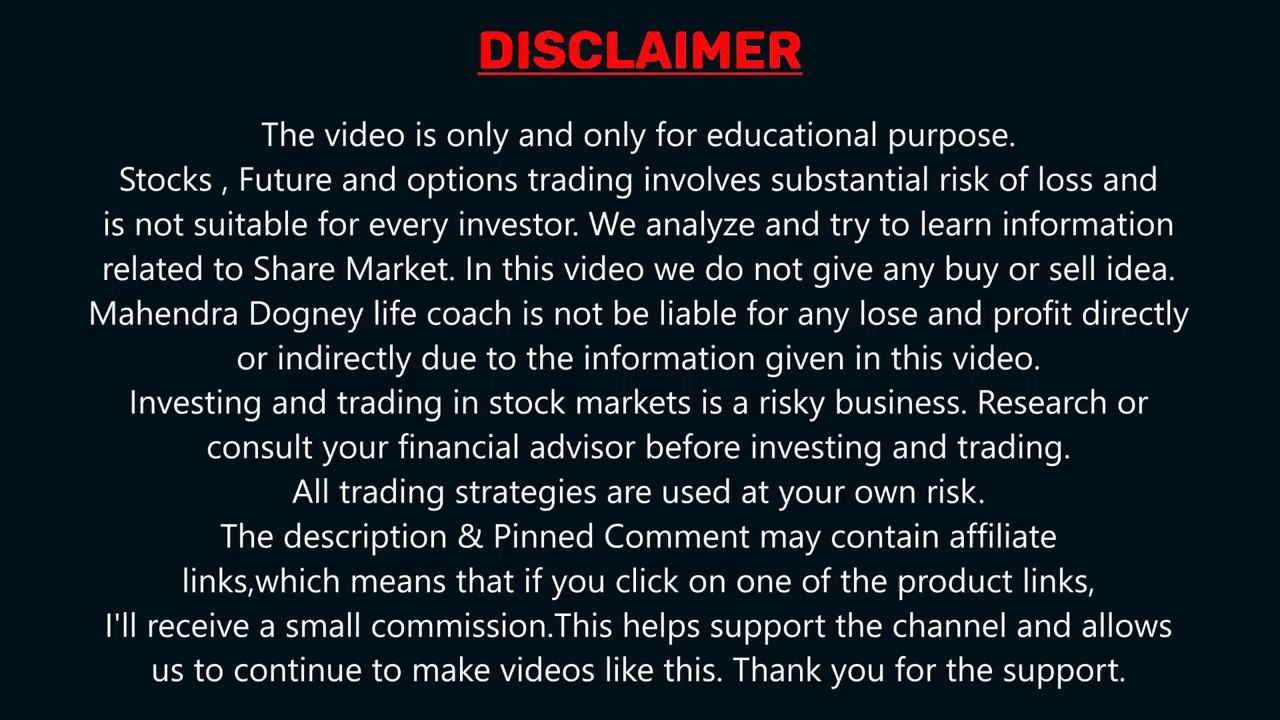 DISCLAIMER
The video is only and only for educational purpose.
Stocks , Future and options trading involves substantial risk of loss and
is not suitable for every investor. We analyze and try to learn information
related to Share Market. In this video we do not give any buy or sell idea.
Mahendra Dogney life coach is not be liable for any lose and profit directly
or indirectly due to the information given in this video.
Investing and trading in stock markets is a risky business. Research or
consult your financial advisor before investing and trading.
All trading strategies are used at your own risk.
The description & Pinned Comment may contain affiliate
links,which means that if you click on one of the product links,
I'll receive a small commission.This helps support the channel and allows
us to continue to make videos like this. Thank you for the support.